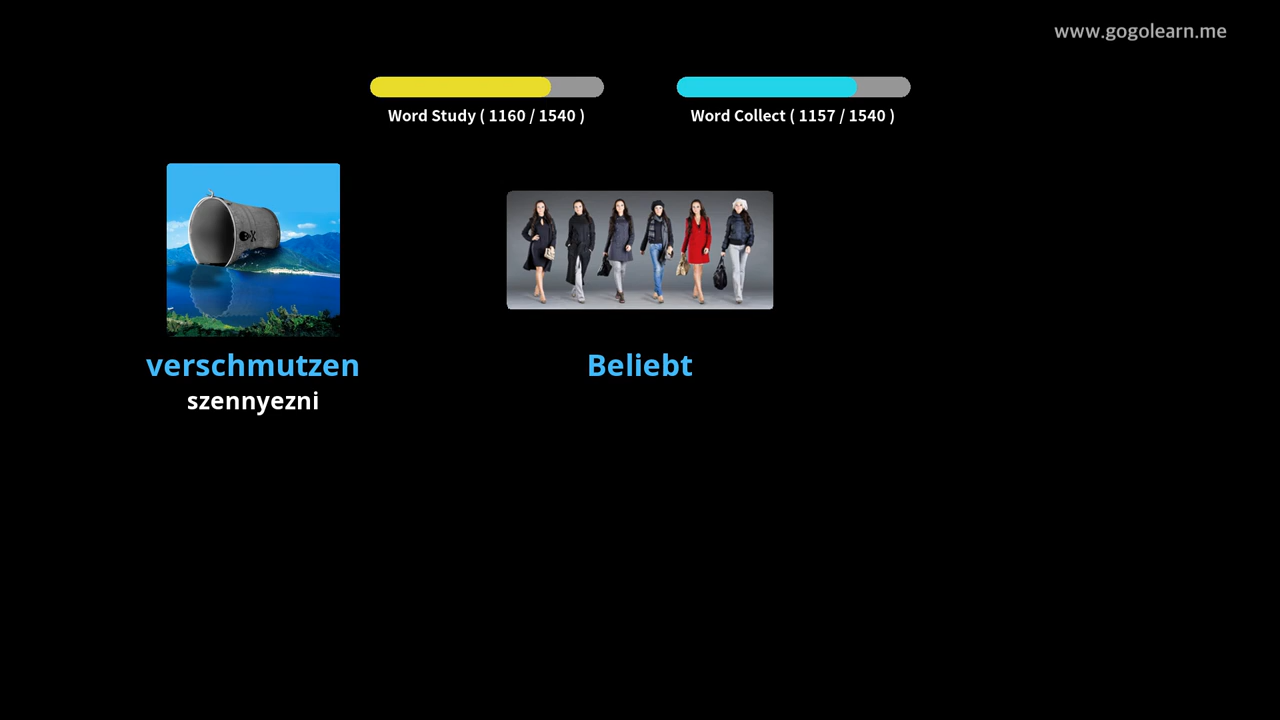 www.gogolearn.me
Word Study ( 1160 / 1540 )
Word Collect ( 1157 / 1540 )
verschmutzen
szennyezni
Beliebt